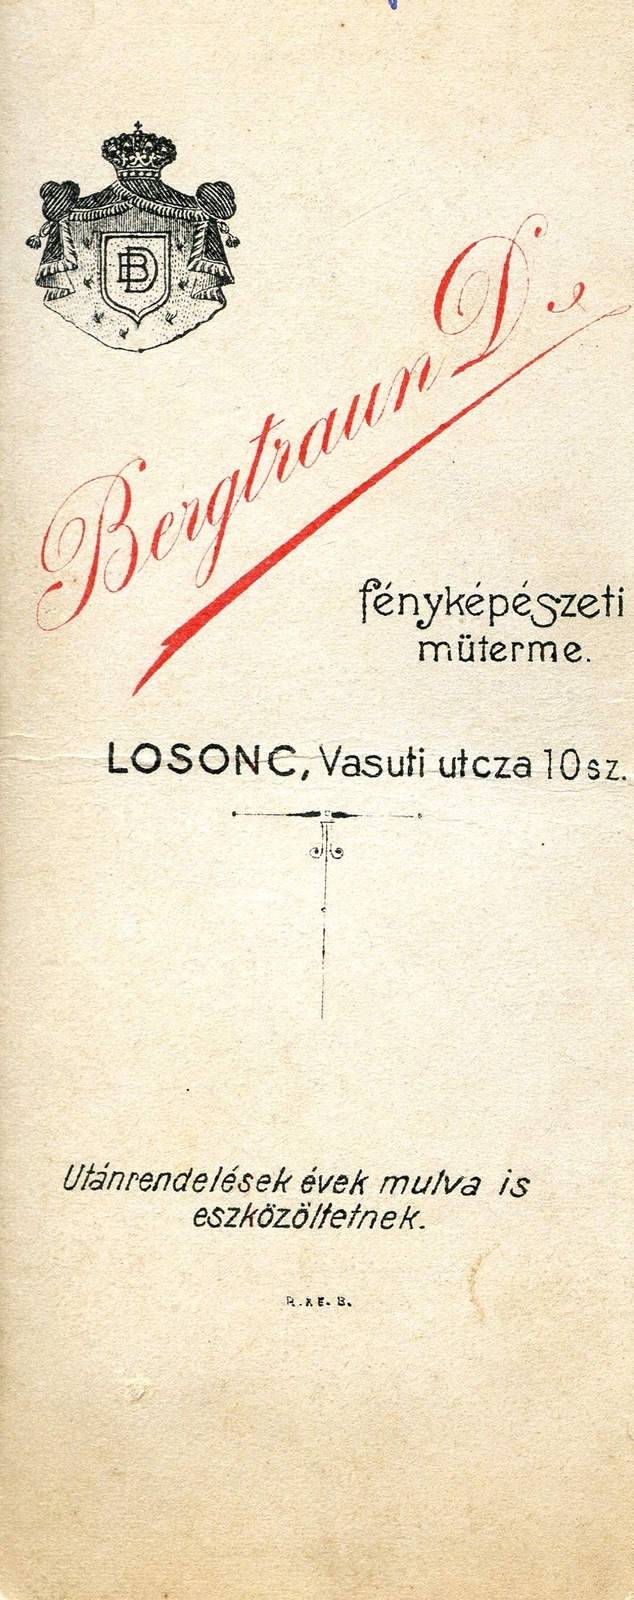 BD
Bergtraun D.
fényképészeti
müterme.
LOSONC, Vasuti utcza 10 sz.
Utánrendelések évek mulva is
eszközöltetnek.